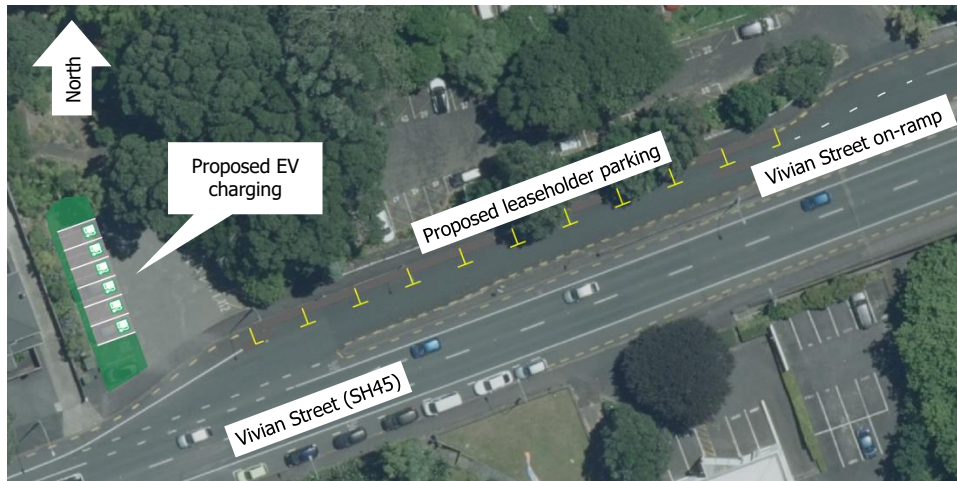 North
Proposed EV
charging
Proposed leaseholder parking
Vivian Street on-ramp
Vivian Street (SH45)